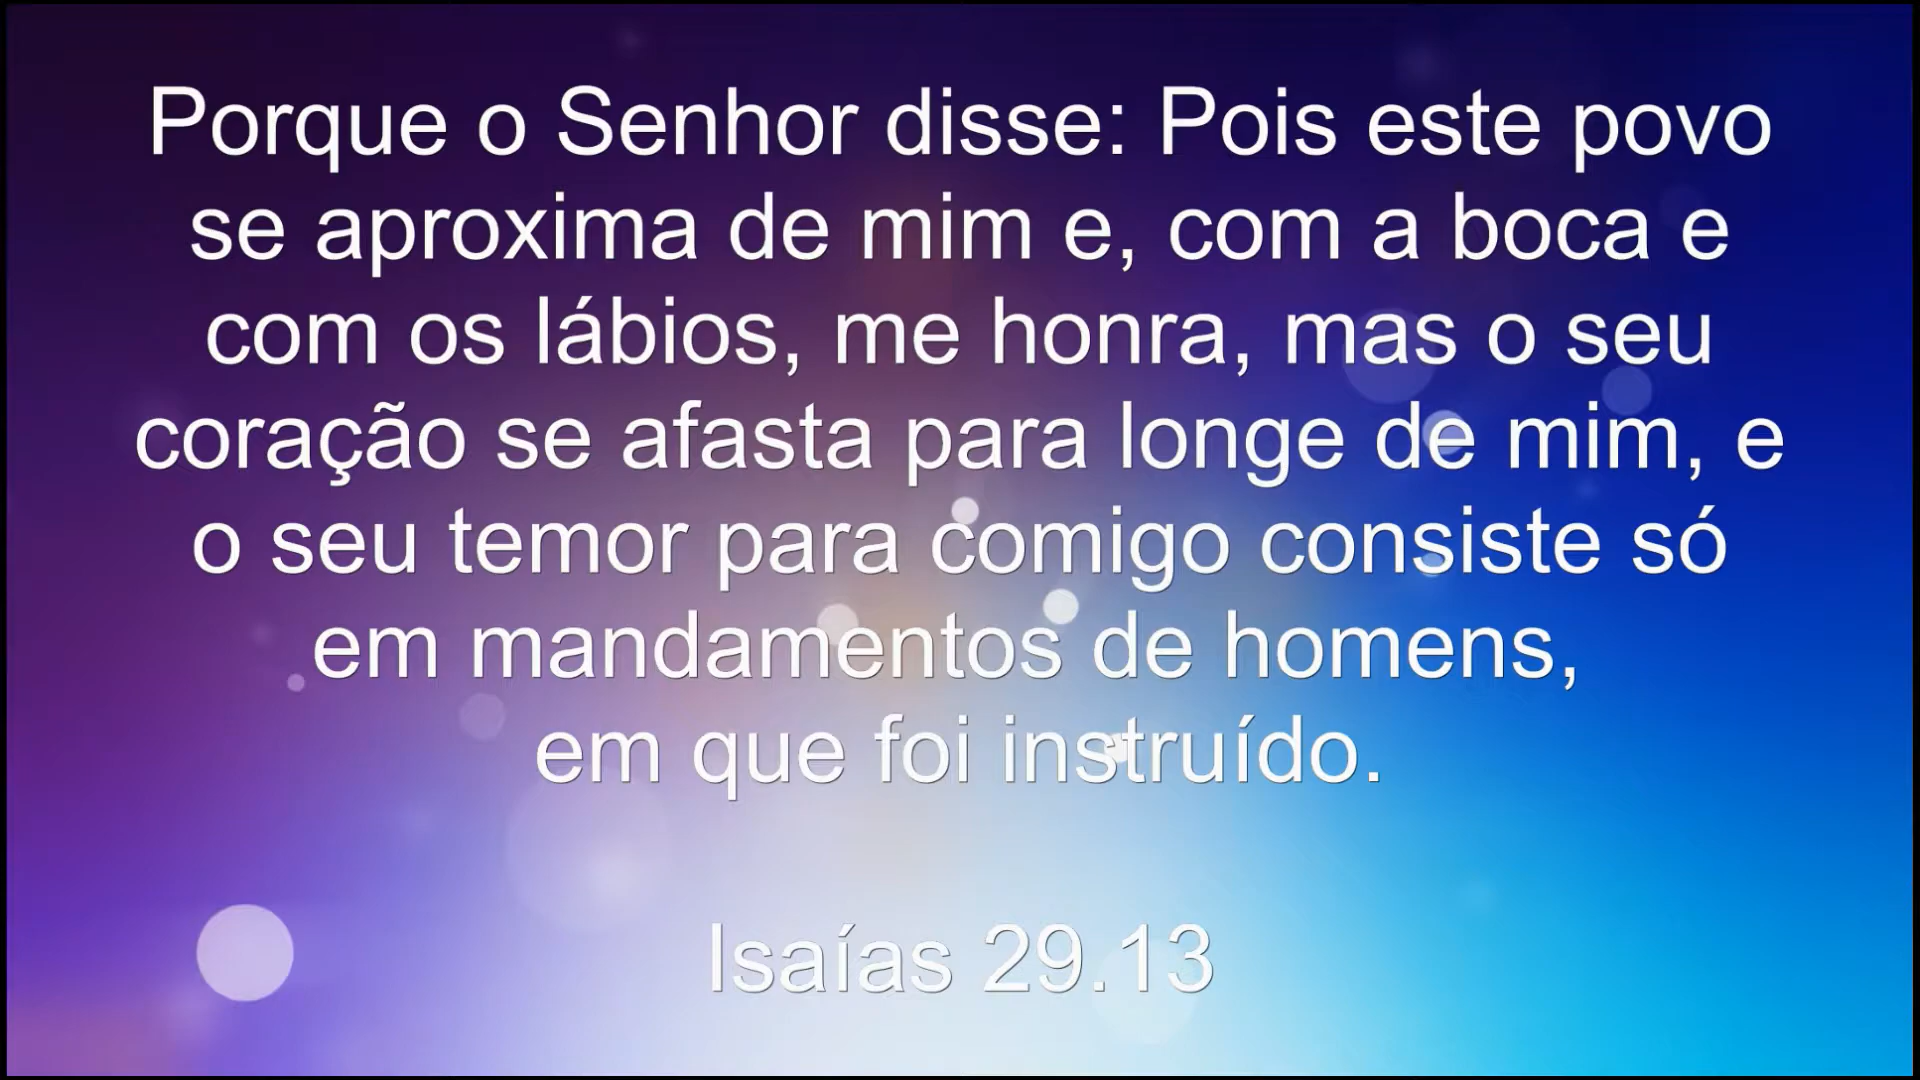 Porque o Senhor disse: Pois este povo
se aproxima de mim e, com a boca e
com os lábios, me honra, mas o seu
coração se afasta para longe de mim, e
o seu temor para comigo consiste só
em mandamentos de homens,
em que foi instruído.
Isaías 29.13